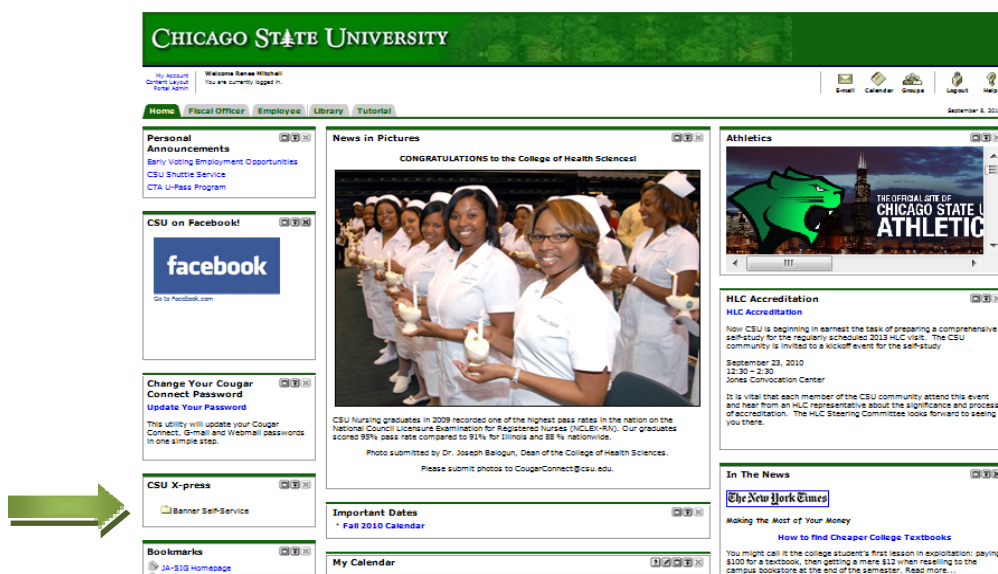 CHICAGO STATE UNIVERSITY
My Account
Content Layout
Portal Admin
Welcome Renee Mitchell
You are currently logged in.
E-mail Calendar Groups Logout Help
Home Fiscal Officer Employee Library Tutorial
September 8, 201
Personal
Announcements
Early Voting Employment Opportunities
CSU Shuttle Service
CTA U-Pass Program
CSU on Facebook!
facebook
Go to Facebook.com
Change Your Cougar
Connect Password
Update Your Password
This utility will update your Cougar
Connect, G-mail and Webmail passwords
in one simple step.
CSU X-press
Banner Self-Service
Bookmarks
JA-SIG Homepage
News in Pictures
CONGRATULATIONS to the College of Health Sciences!
CSU Nursing graduates in 2009 recorded one of the highest pass rates in the nation on the
National Council Licensure Examination for Registered Nurses (NCLEX-RN). Our graduates
scored 95% pass rate compared to 91% for Illinois and 88 % nationwide.
Photo submitted by Dr. Joseph Balogun, Dean of the College of Health Sciences.
Please submit photos to CougarConnect@csu.edu.
Important Dates
· Fall 2010 Calendar
My Calendar
Athletics
THE OFFICIAL SITE OF
CHICAGO STATE U
ATHLETIC
HLC Accreditation
HLC Accreditation
Now CSU is beginning in earnest the task of preparing a comprehensive
self-study for the regularly scheduled 2013 HLC visit. The CSU
community is invited to a kickoff event for the self-study
September 23, 2010
12:30 – 2:30
Jones Convocation Center
It is vital that each member of the CSU community attend this event
and hear from an HLC representative about the significance and process
of accreditation. The HLC Steering Committee looks forward to seeing
you there.
In The News
The New York Times
Making the Most of Your Money
How to find Cheaper College Textbooks
You might call it the college student's first lesson in exploitation: paying
$100 for a textbook, then getting a mere $12 when reselling to the
campus bookstore at the end of the semester. Read more...